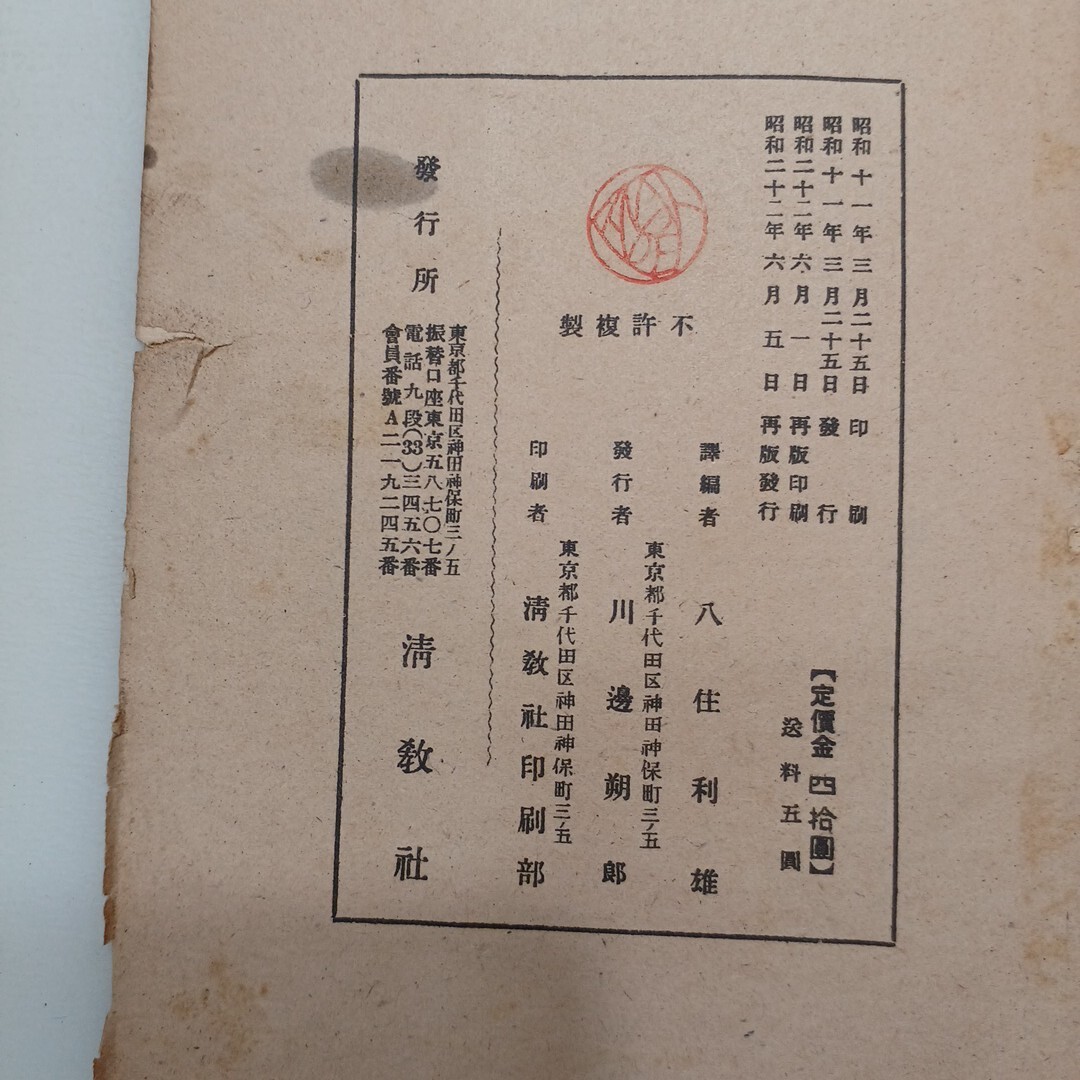 昭和十一年三月二十五日印刷
昭和十一年三月二十五日發行
昭和二十二年六月一日再版印刷
昭和二十二年六月五日再版發行
【定價金四拾圓】
送料五圓
不許複製
譯編者 八住利雄
東京都千代田区神田神保町三ノ五
發行者 川邊朔郎
東京都千代田区神田神保町三ノ五
印刷者 淸敎社印刷部
發行所
東京都千代田区神田神保町三ノ五
振替口座東京五八七〇七番
電話九段(33)三四五六番
會員番號A二一九二四五番
淸敎社